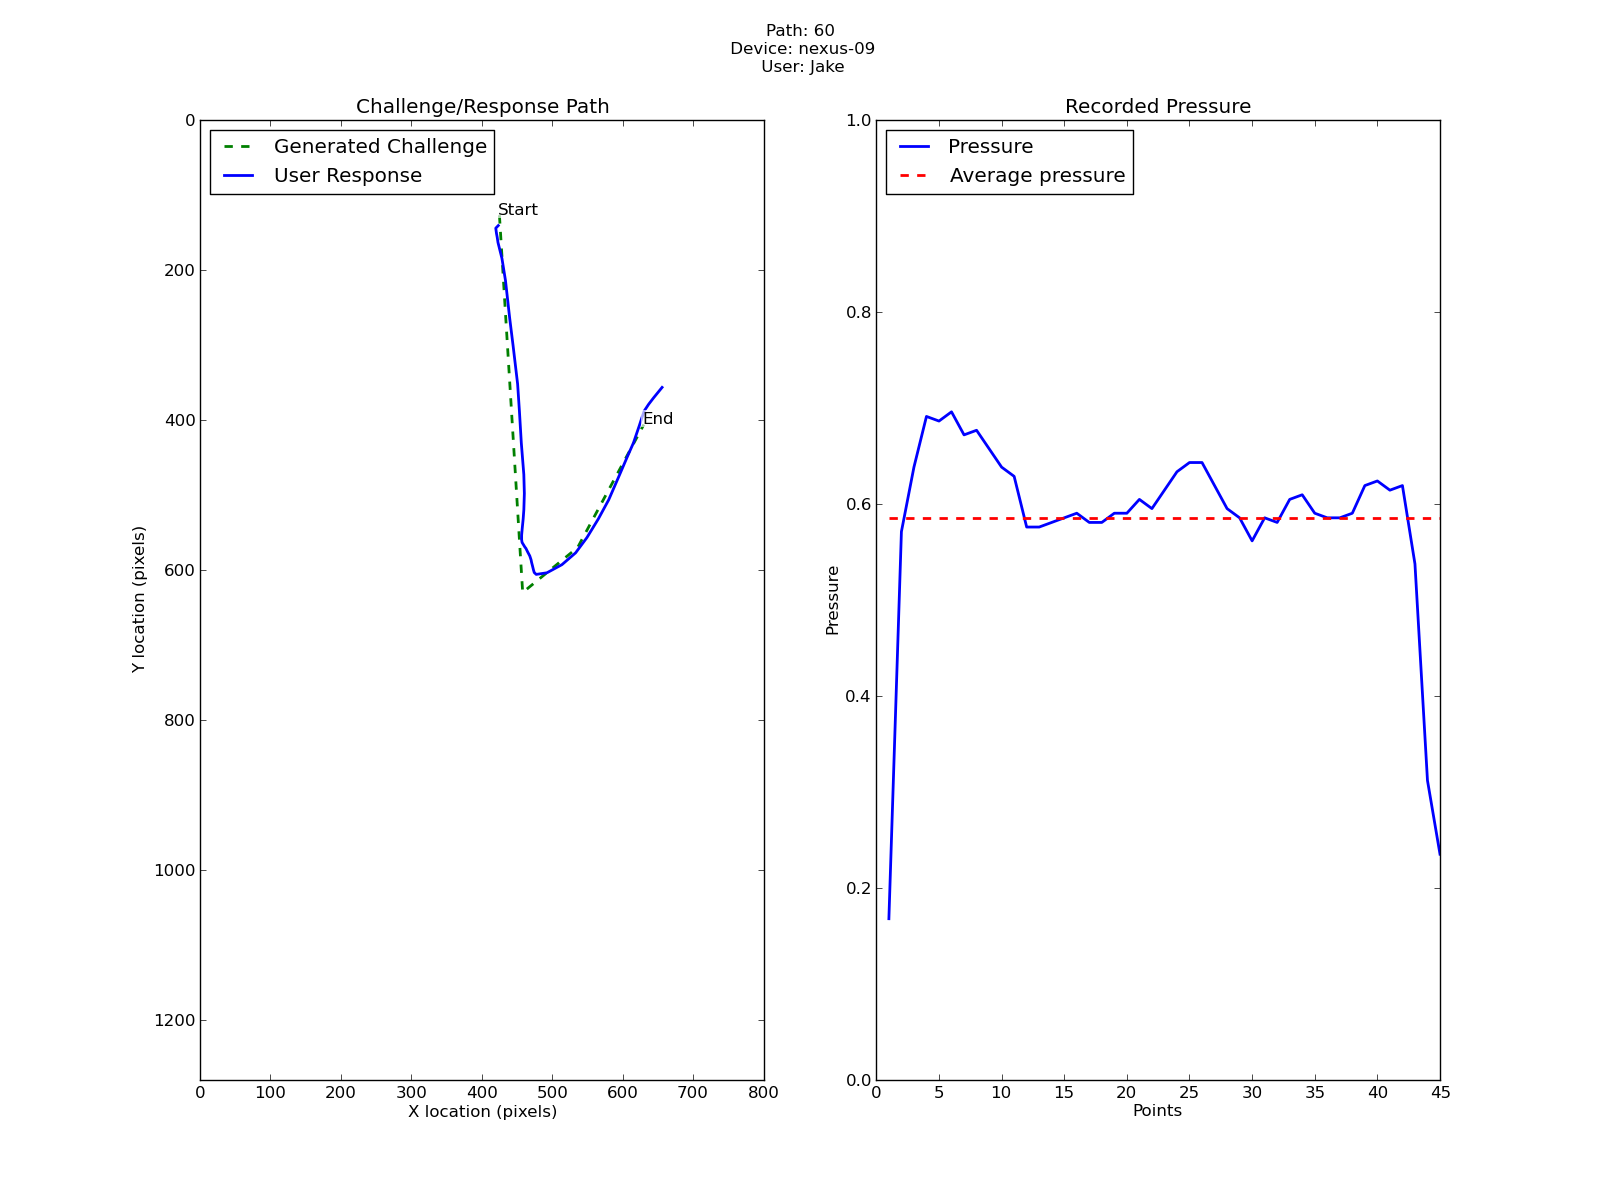 Path: 60
Device: nexus-09
User: Jake
Challenge/Response Path
Generated Challenge
User Response
Start
End
0
200
400
600
800
1000
1200
Y location (pixels)
0 100 200 300 400 500 600 700 800
X location (pixels)
Recorded Pressure
Pressure
Average pressure
1.0
0.8
0.6
0.4
0.2
0.0
Pressure
0 5 10 15 20 25 30 35 40 45
Points